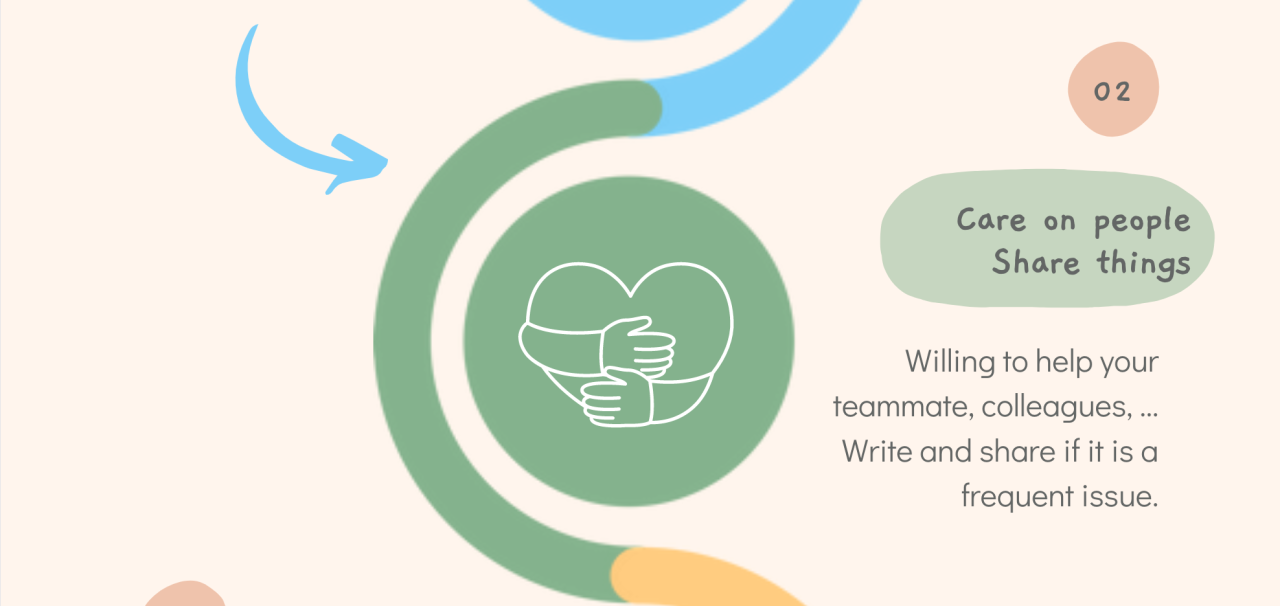 02
Care on people
Share things
Willing to help your
teammate, colleagues, ...
Write and share if it is a
frequent issue.